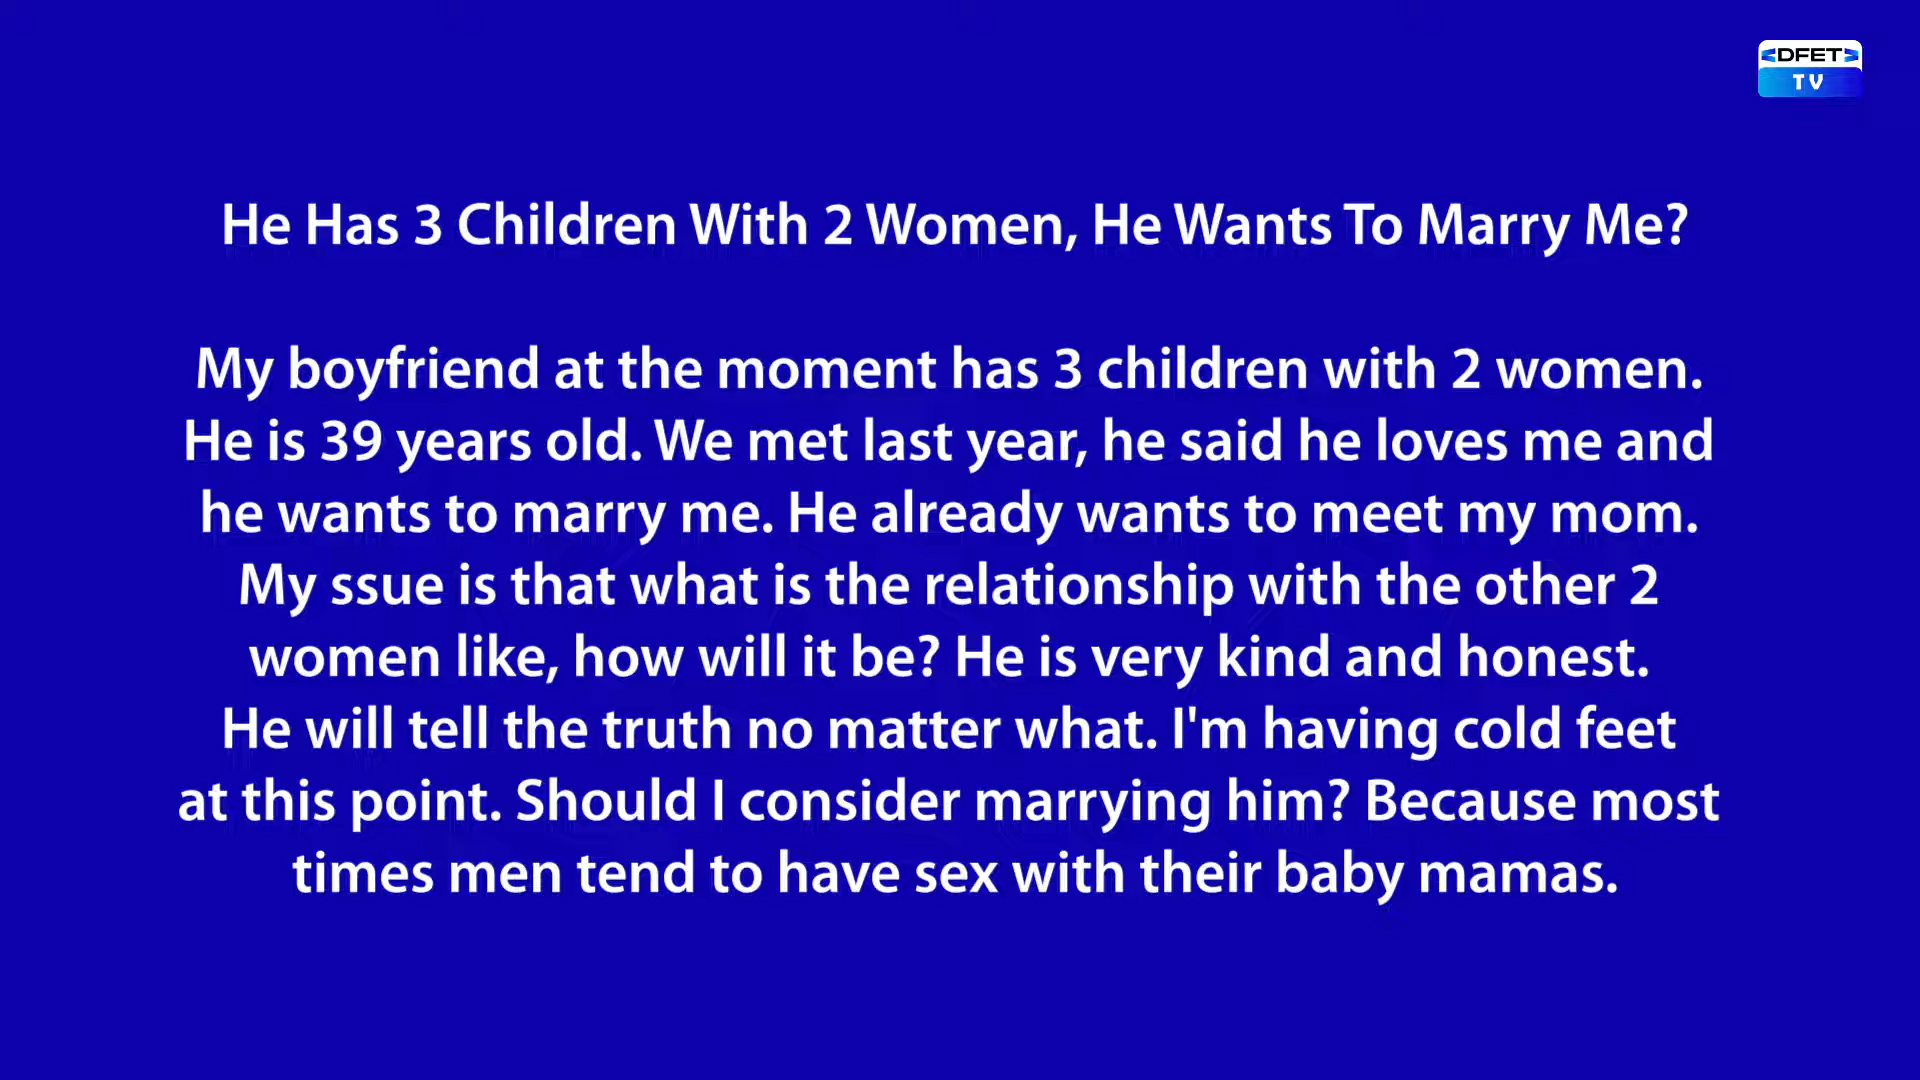 DFET
TV
He Has 3 Children With 2 Women, He Wants To Marry Me?
My boyfriend at the moment has 3 children with 2 women.
He is 39 years old. We met last year, he said he loves me and
he wants to marry me. He already wants to meet my mom.
My ssue is that what is the relationship with the other 2
women like, how will it be? He is very kind and honest.
He will tell the truth no matter what. I'm having cold feet
at this point. Should I consider marrying him? Because most
times men tend to have sex with their baby mamas.